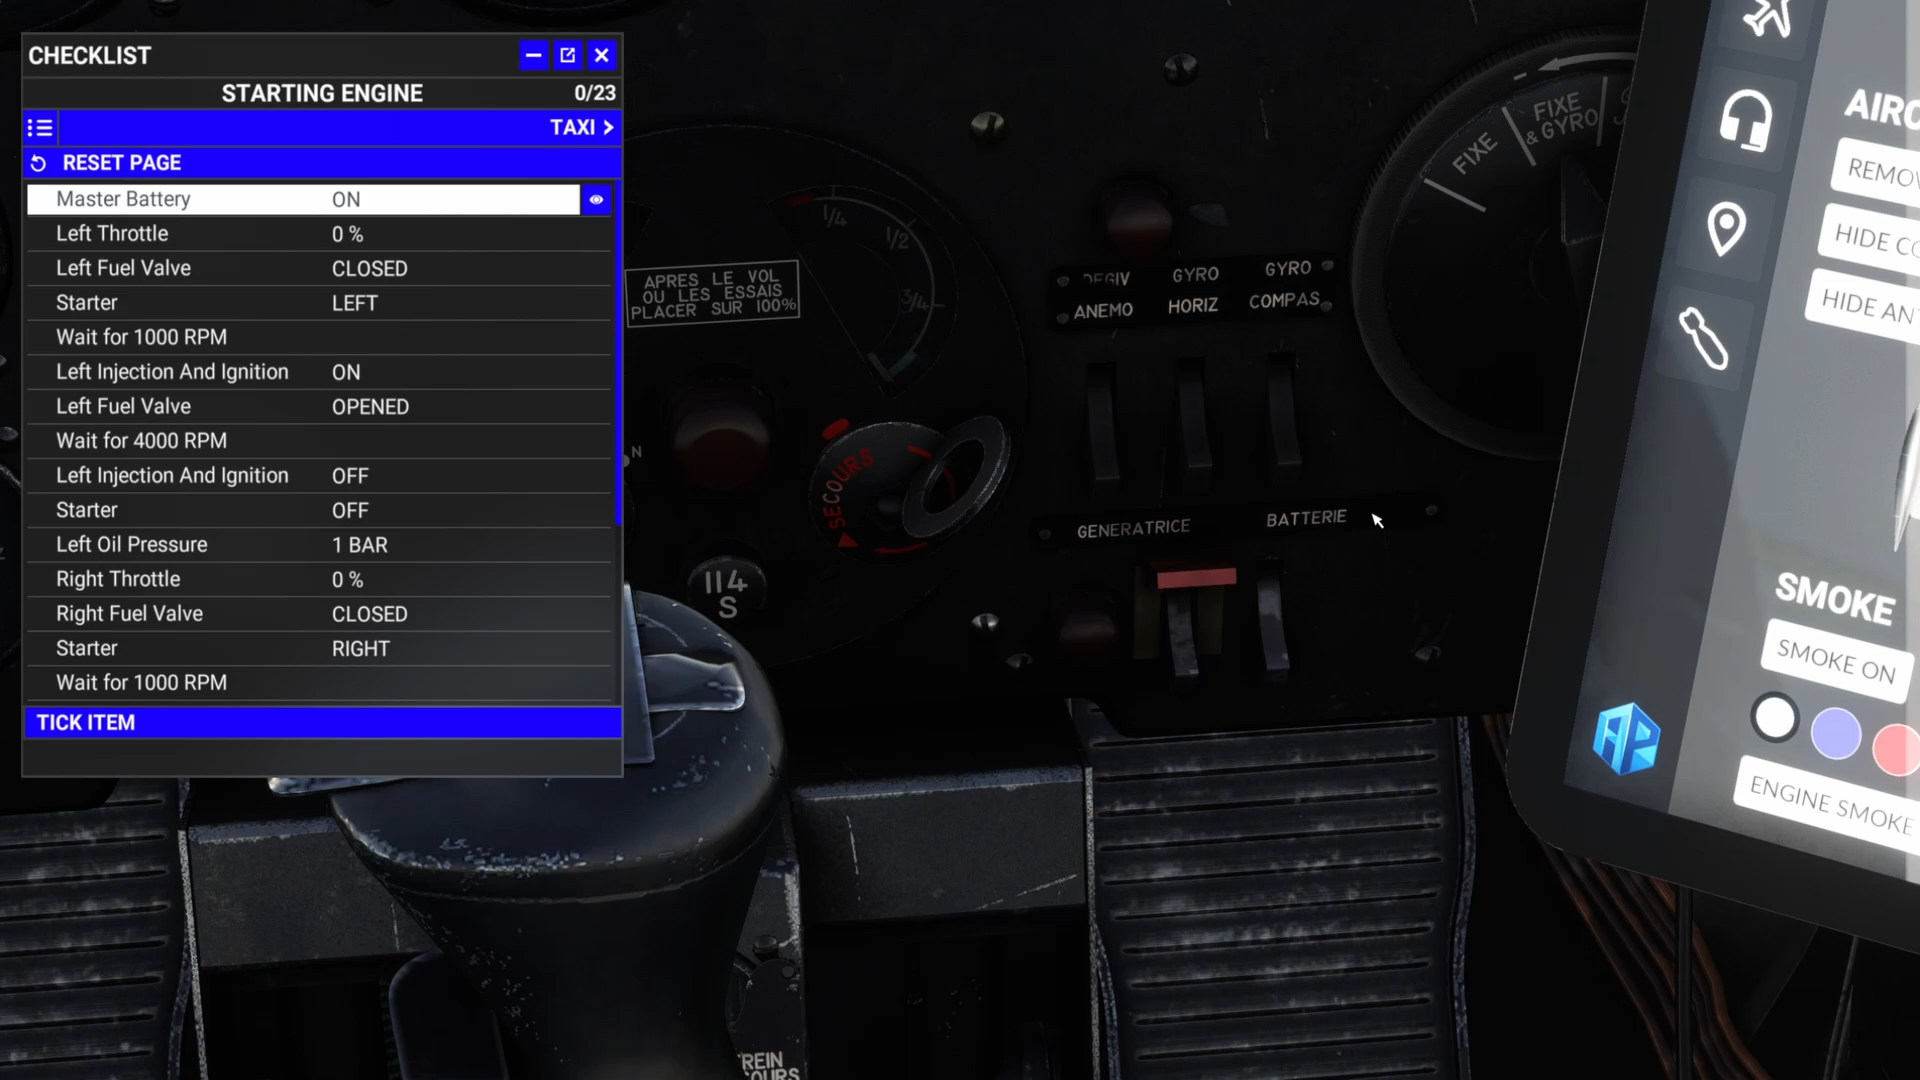 CHECKLIST
STARTING ENGINE 0/23
TAXI >
RESET PAGE
Master Battery ON
Left Throttle 0 %
Left Fuel Valve CLOSED
Starter LEFT
Wait for 1000 RPM
Left Injection And Ignition ON
Left Fuel Valve OPENED
Wait for 4000 RPM
Left Injection And Ignition OFF
Starter OFF
Left Oil Pressure 1 BAR
Right Throttle 0 %
Right Fuel Valve CLOSED
Starter RIGHT
Wait for 1000 RPM
TICK ITEM
APRES LE VOL
OU LES ESSAIS
PLACER SUR 100%
1/4
1/2
3/4
N
SECOURS
114
S
DEGIV GYRO GYRO
ANEMO HORIZ COMPAS
GENERATRICE BATTERIE
FIXE
FIXE
& GYRO
SMOKE
SMOKE ON
ENGINE SMOKE